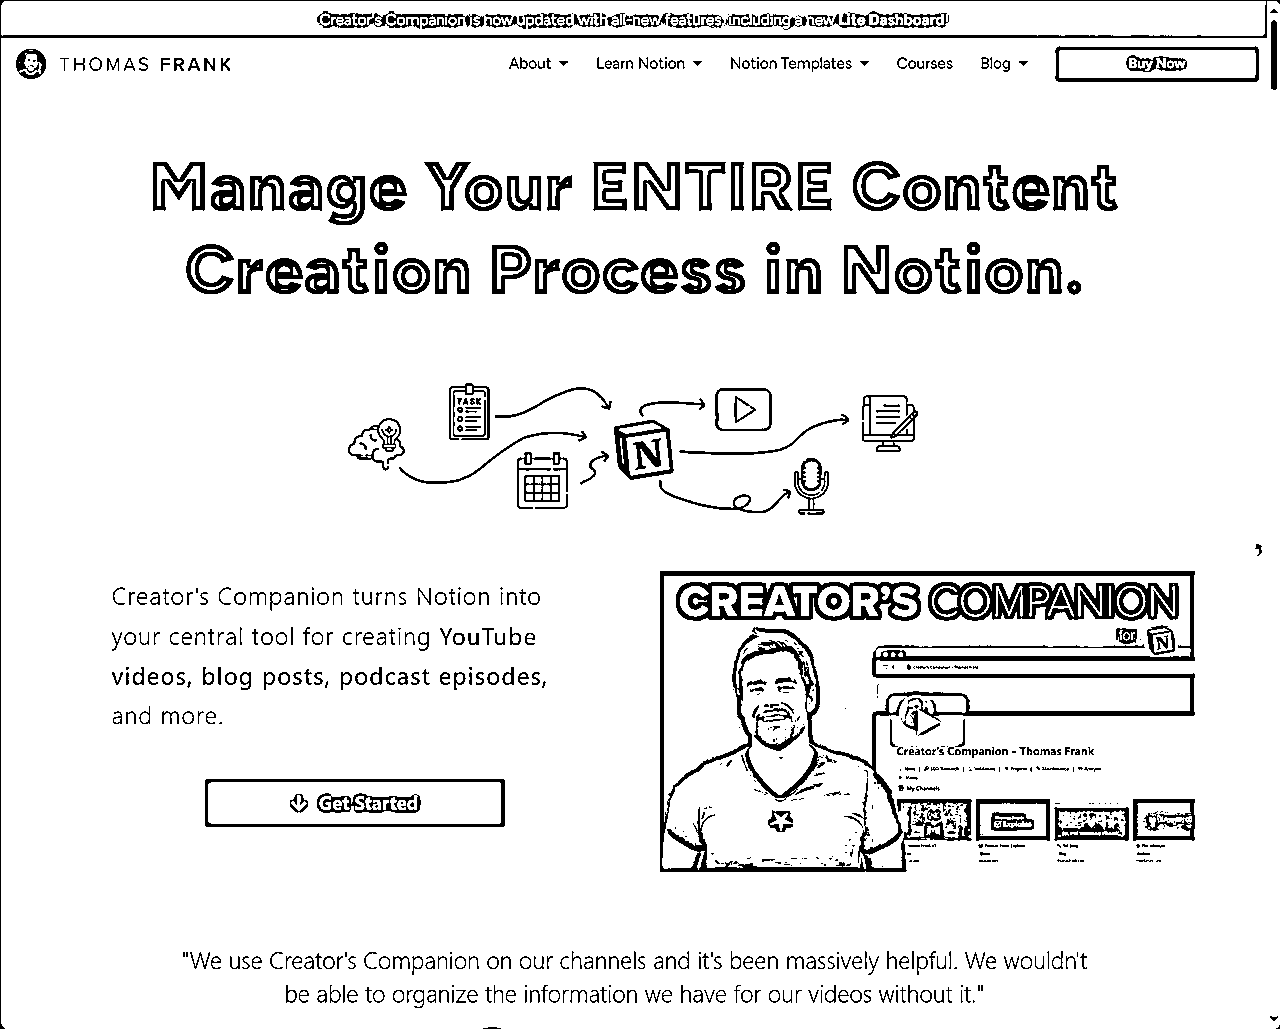 Creator's Companion is now updated with all-new features, including a new Lite Dashboard!
THOMAS FRANK
About
Learn Notion
Notion Templates
Courses
Blog
Buy Now
Manage Your ENTIRE Content
Creation Process in Notion.
TASK
N
Creator's Companion turns Notion into
your central tool for creating YouTube
videos, blog posts, podcast episodes,
and more.
Get Started
CREATOR'S COMPANION
for N
Creator's Companion - Thomas Frank
My Channels
"We use Creator's Companion on our channels and it's been massively helpful. We wouldn't
be able to organize the information we have for our videos without it."